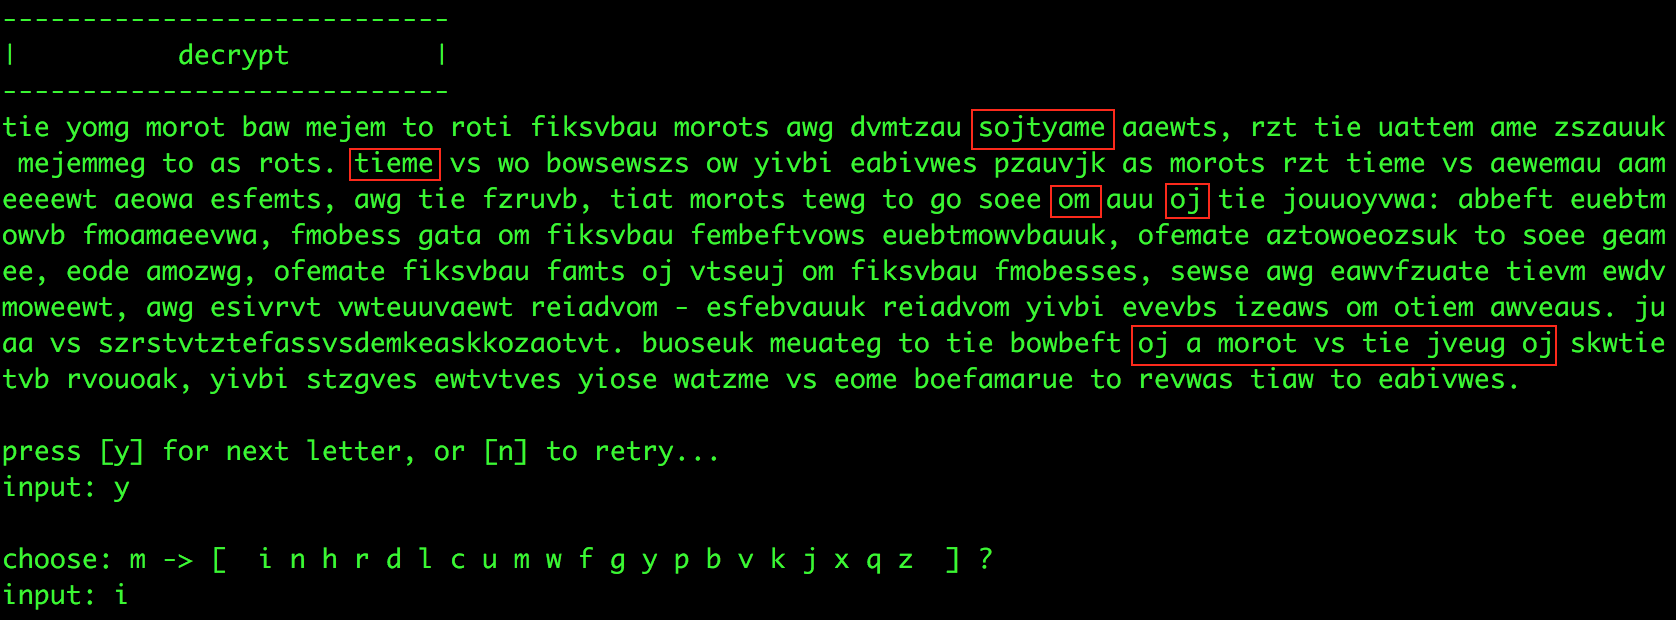 ----------------------------
|          decrypt         |
----------------------------
tie yomg morot baw mejem to roti fiksvbau morots awg dvmtzau sojtyame aaewts, rzt tie uattem ame zszauuk
 mejemmeg to as rots. tieme vs wo bowsewszs ow yivbi eabivwes pzauvjk as morots rzt tieme vs aewemau aam
eeeewt aeowa esfemts, awg tie fzruvb, tiat morots tewg to go soee om auu oj tie jouuoyvwa: abbeft euebtm
owvb fmoamaeevwa, fmobess gata om fiksvbau fembeftvows euebtmowvbauuk, ofemate aztowoeozsuk to soee geam
ee, eode amozwg, ofemate fiksvbau famts oj vtseuj om fiksvbau fmobesses, sewse awg eawvfzuate tievm ewdv
moweewt, awg esivrvt vwteuuvaewt reiadvom - esfebvauuk reiadvom yivbi evevbs izeaws om otiem awveaus. ju
aa vs szrstvtztefassvsdemkeaskkozaotvt. buoseuk meuateg to tie bowbeft oj a morot vs tie jveug oj skwtie
tvb rvouoak, yivbi stzgves ewtvtves yiose watzme vs eome boefamarue to revwas tiaw to eabivwes.

press [y] for next letter, or [n] to retry...
input: y

choose: m -> [  i n h r d l c u m w f g y p b v k j x q z  ] ?
input: i